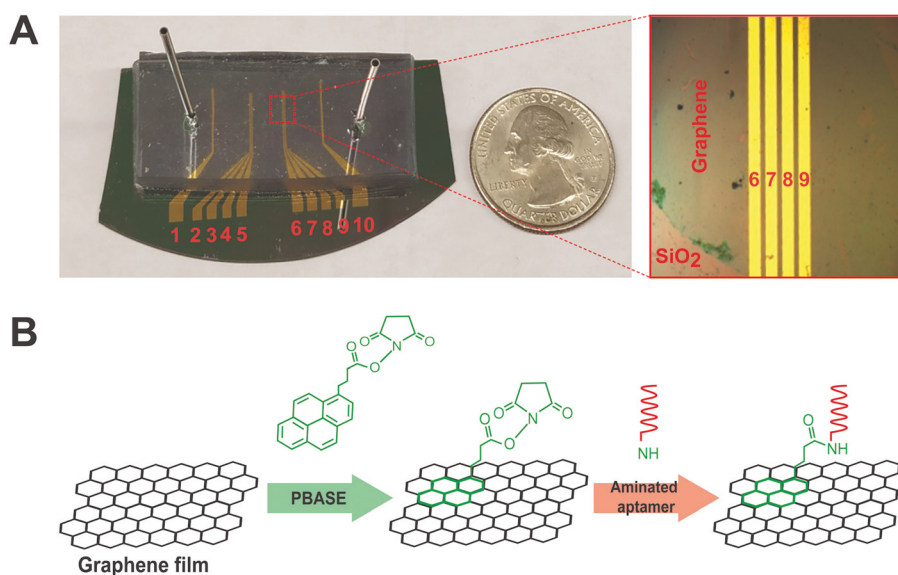 A
1 2 3 4 5 6 7 8 9 10
UNITED STATES OF AMERICA
LIBERTY
QUARTER DOLLAR
Graphene
6 7 8 9
SiO2
B
O
O
N
O
O
PBASE
Graphene film
O
O
N
O
O
NH
Aminated
aptamer
O
NH